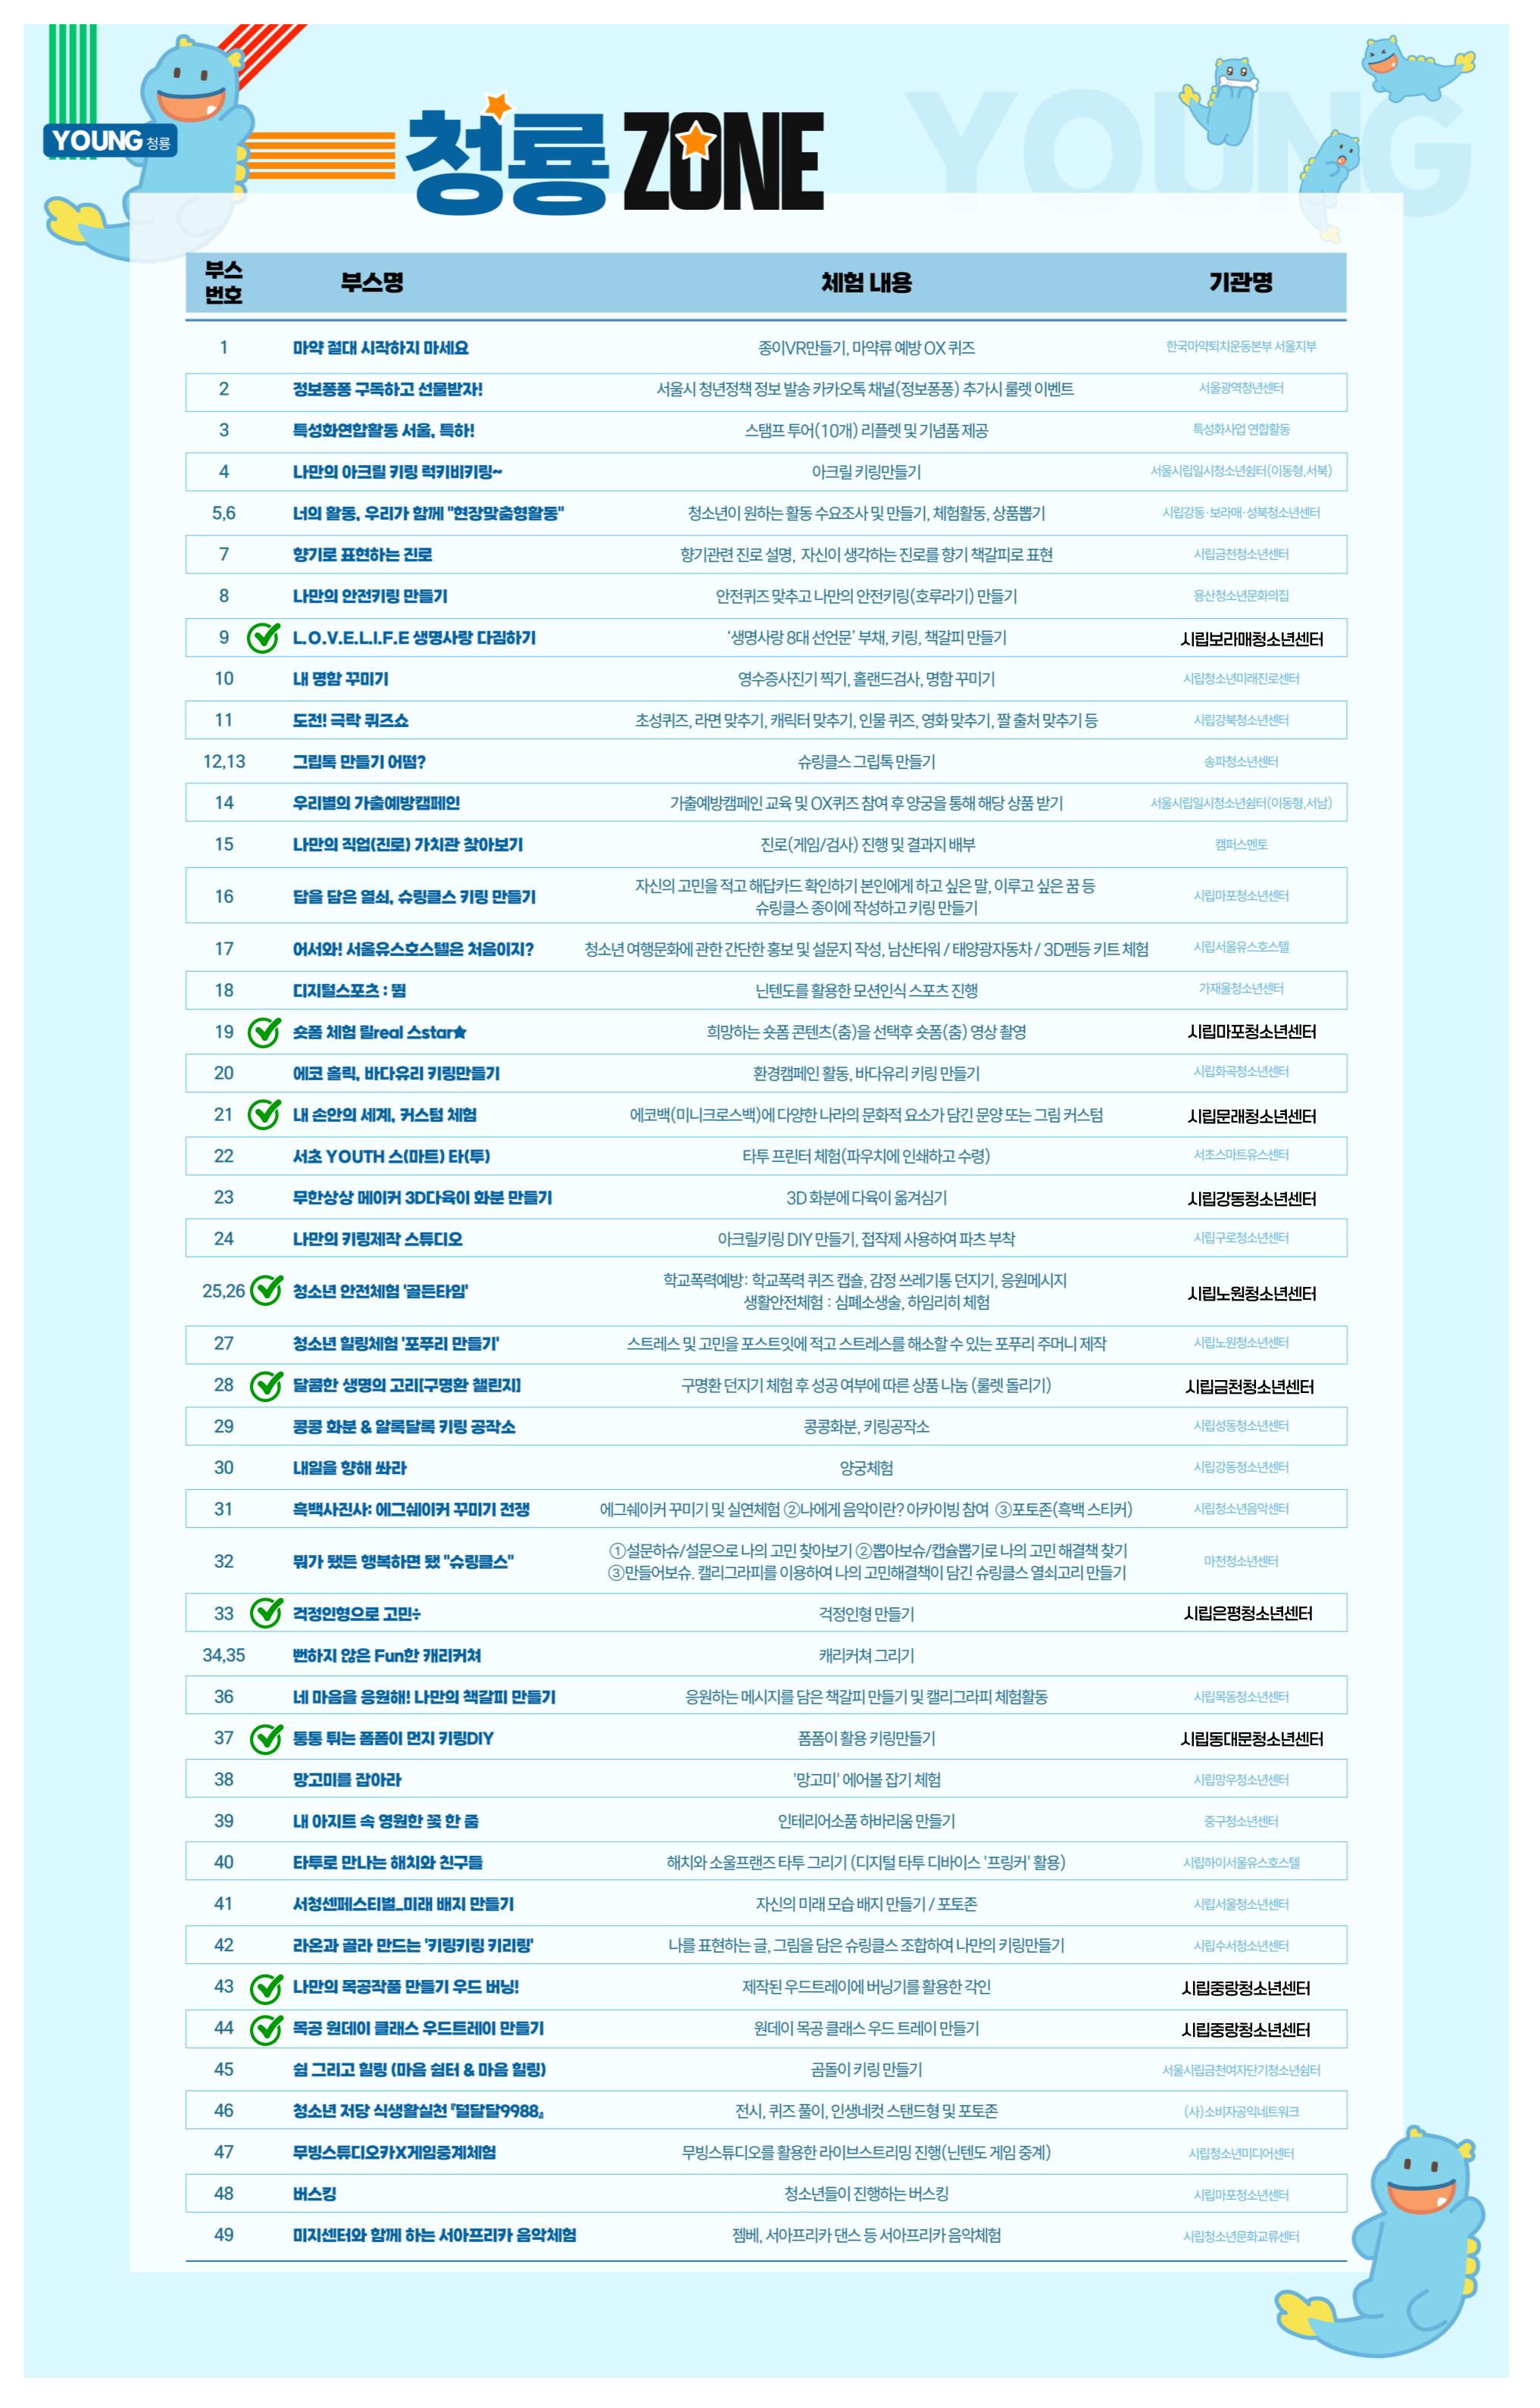 YOUNG
YOUNG 청룡
청룡 ZONE
부스
번호
부스명
체험 내용
기관명
1 마약 절대 시작하지 마세요 종이VR만들기, 마약류 예방 OX 퀴즈 한국마약퇴치운동본부 서울지부
2 정보퐁퐁 구독하고 선물받자! 서울시 청년정책 정보 발송 카카오톡 채널(정보퐁퐁) 추가시 룰렛 이벤트 서울광역청년센터
3 특성화연합활동 서울, 특히! 스탬프 투어(10개) 리플렛 및 기념품 제공 특성화사업 연합활동
4 나만의 아크릴 키링 럭키비키링~ 아크릴 키링만들기 서울시립일시청소년쉼터(이동형,서북)
5,6 너의 활동, 우리가 함께 "현장맞춤형활동" 청소년이 원하는 활동 수요조사 및 만들기, 체험활동, 상품뽑기 시립강동·보라매·성북청소년센터
7 향기로 표현하는 진로 향기관련 진로 설명, 자신이 생각하는 진로를 향기 책갈피로 표현 시립금천청소년센터
8 나만의 안전키링 만들기 안전퀴즈 맞추고 나만의 안전키링(호루라기) 만들기 용산청소년문화의집
9 L.O.V.E.L.I.F.E 생명사랑 다짐하기 ‘생명사랑 8대 선언문’ 부채, 키링, 책갈피 만들기 시립보라매청소년센터
10 내 명함 꾸미기 영수증사진기 찍기, 홀랜드검사, 명함 꾸미기 시립청소년미래진로센터
11 도전! 극락 퀴즈쇼 초성퀴즈, 라면 맞추기, 캐릭터 맞추기, 인물 퀴즈, 영화 맞추기, 짤 출처 맞추기 등 시립강북청소년센터
12,13 그립톡 만들기 어떰? 슈링클스 그립톡 만들기 송파청소년센터
14 우리별의 가출예방캠페인 가출예방캠페인 교육 및 OX퀴즈 참여 후 양궁을 통해 해당 상품 받기 서울시립일시청소년쉼터(이동형,서남)
15 나만의 직업(진로) 가치관 찾아보기 진로(게임/검사) 진행 및 결과지 배부 캠퍼스멘토
16 답을 담은 열쇠, 슈링클스 키링 만들기 자신의 고민을 적고 해답카드 확인하기 본인에게 하고 싶은 말, 이루고 싶은 꿈 등 시립마포청소년센터
슈링클스 종이에 작성하고 키링 만들기
17 어서와! 서울유스호스텔은 처음이지? 청소년 여행문화에 관한 간단한 홍보 및 설문지 작성, 남산타워 / 태양광자동차 / 3D펜등 키트 체험 시립서울유스호스텔
18 디지털스포츠 : 뜀 닌텐도를 활용한 모션인식 스포츠 진행 가재울청소년센터
19 숏폼 체험 릴real 스star★ 희망하는 숏폼 콘텐츠(춤)을 선택후 숏폼(춤) 영상 촬영 시립마포청소년센터
20 에코 홀릭, 바다유리 키링만들기 환경캠페인 활동, 바다유리 키링 만들기 시립화곡청소년센터
21 내 손안의 세계, 커스텀 체험 에코백(미니크로스백)에 다양한 나라의 문화적 요소가 담긴 문양 또는 그림 커스텀 시립문래청소년센터
22 서초 YOUTH 스(마트) 타(투) 타투 프린터 체험(파우치에 인쇄하고 수령) 서초스마트유스센터
23 무한상상 메이커 3D다육이 화분 만들기 3D 화분에 다육이 옮겨심기 시립강동청소년센터
24 나만의 키링제작 스튜디오 아크릴키링 DIY 만들기, 접작제 사용하여 파츠 부착 시립구로청소년센터
25,26 청소년 안전체험 '골든타임' 학교폭력예방 : 학교폭력 퀴즈 캡슐, 감정 쓰레기통 던지기, 응원메시지 시립노원청소년센터
생활안전체험 : 심폐소생술, 하임리히 체험
27 청소년 힐링체험 '포푸리 만들기' 스트레스 및 고민을 포스트잇에 적고 스트레스를 해소할 수 있는 포푸리 주머니 제작 시립노원청소년센터
28 달콤한 생명의 고리[구명환 챌린지] 구명환 던지기 체험 후 성공 여부에 따른 상품 나눔 (룰렛 돌리기) 시립금천청소년센터
29 콩콩 화분 & 알록달록 키링 공작소 콩콩화분, 키링공작소 시립성동청소년센터
30 내일을 향해 쏴라 양궁체험 시립강동청소년센터
31 흑백사진사: 에그쉐이커 꾸미기 전쟁 에그쉐이커 꾸미기 및 실연체험 ②나에게 음악이란? 아카이빙 참여 ③포토존(흑백 스티커) 시립청소년음악센터
32 뭐가 됐든 행복하면 됐 "슈링클스" ①설문하슈/설문으로 나의 고민 찾아보기 ②뽑아보슈/캡슐뽑기로 나의 고민 해결책 찾기 마천청소년센터
③만들어보슈. 캘리그라피를 이용하여 나의 고민해결책이 담긴 슈링클스 열쇠고리 만들기
33 걱정인형으로 고민÷ 걱정인형 만들기 시립은평청소년센터
34,35 뻔하지 않은 Fun한 캐리커쳐 캐리커쳐 그리기
36 네 마음을 응원해! 나만의 책갈피 만들기 응원하는 메시지를 담은 책갈피 만들기 및 캘리그라피 체험활동 시립목동청소년센터
37 통통 튀는 폼폼이 먼지 키링DIY 폼폼이 활용 키링만들기 시립동대문청소년센터
38 망고미를 잡아라 '망고미' 에어볼 잡기 체험 시립망우청소년센터
39 내 아지트 속 영원한 꽃 한 줌 인테리어소품 하바리움 만들기 중구청소년센터
40 타투로 만나는 해치와 친구들 해치와 소울프랜즈 타투 그리기 (디지털 타투 디바이스 '프링커' 활용) 시립하이서울유스호스텔
41 서청센페스티벌_미래 배지 만들기 자신의 미래 모습 배지 만들기 / 포토존 시립서울청소년센터
42 라온과 골라 만드는 '키링키링 키리링' 나를 표현하는 글, 그림을 담은 슈링클스 조합하여 나만의 키링만들기 시립수서청소년센터
43 나만의 목공작품 만들기 우드 버닝! 제작된 우드트레이에 버닝기를 활용한 각인 시립중랑청소년센터
44 목공 원데이 클래스 우드트레이 만들기 원데이 목공 클래스 우드 트레이 만들기 시립중랑청소년센터
45 쉼 그리고 힐링 (마음 쉼터 & 마음 힐링) 곰돌이 키링 만들기 서울시립금천여자단기청소년쉼터
46 청소년 저당 식생활실천 『덜달달9988』 전시, 퀴즈 풀이, 인생네컷 스탠드형 및 포토존 (사)소비자공익네트워크
47 무빙스튜디오카X게임중계체험 무빙스튜디오를 활용한 라이브스트리밍 진행(닌텐도 게임 중계) 시립청소년미디어센터
48 버스킹 청소년들이 진행하는 버스킹 시립마포청소년센터
49 미지센터와 함께 하는 서아프리카 음악체험 젬베, 서아프리카 댄스 등 서아프리카 음악체험 시립청소년문화교류센터